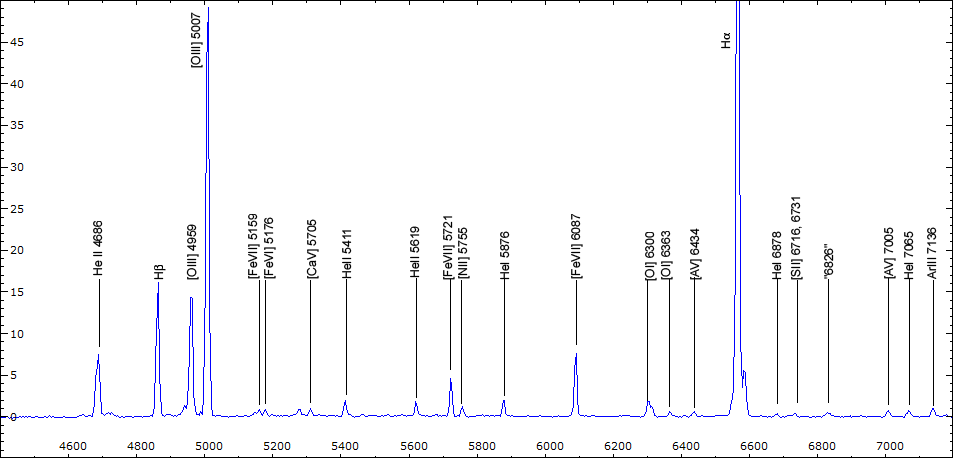 45
40
35
30
25
20
15
10
5
0
He II 4686
Hβ
[OIII] 4959
[OIII] 5007
[FeVII] 5159
[FeVI] 5176
[CaV] 5705
HeII 5411
HeII 5619
[FeVII] 5721
[NII] 5755
HeI 5876
[FeVII] 6087
[OI] 6300
[OI] 6363
[AV] 6434
Hα
HeI 6878
[SII] 6716, 6731
"6826"
[AV] 7005
HeI 7065
ArIII 7136
4600
4800
5000
5200
5400
5600
5800
6000
6200
6400
6600
6800
7000